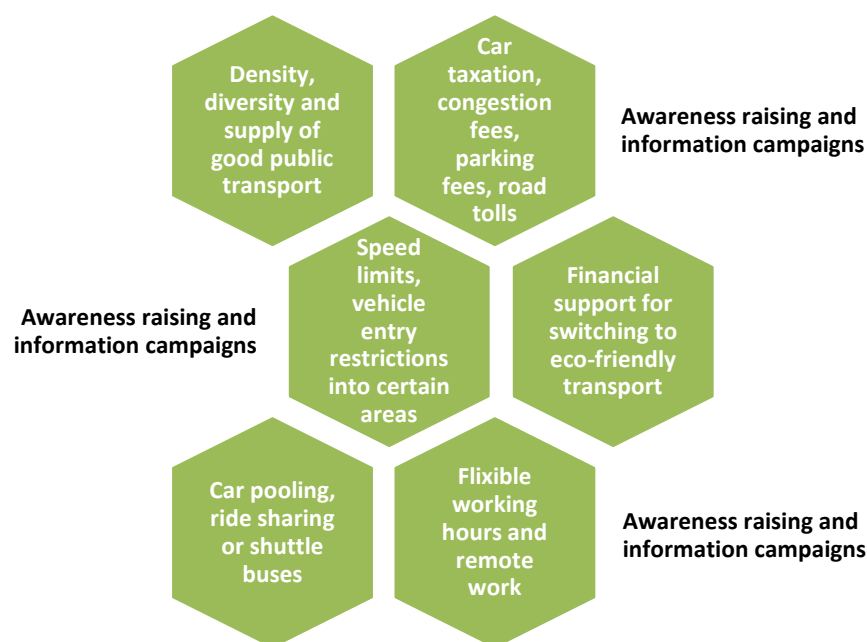 Density,
diversity and
supply of
good public
transport
Car
taxation,
congestion
fees,
parking
fees, road
tolls
Awareness raising and
information campaigns
Awareness raising and
information campaigns
Speed
limits,
vehicle
entry
restrictions
into certain
areas
Financial
support for
switching to
eco-friendly
transport
Car pooling,
ride sharing
or shuttle
buses
Flixible
working
hours and
remote
work
Awareness raising and
information campaigns